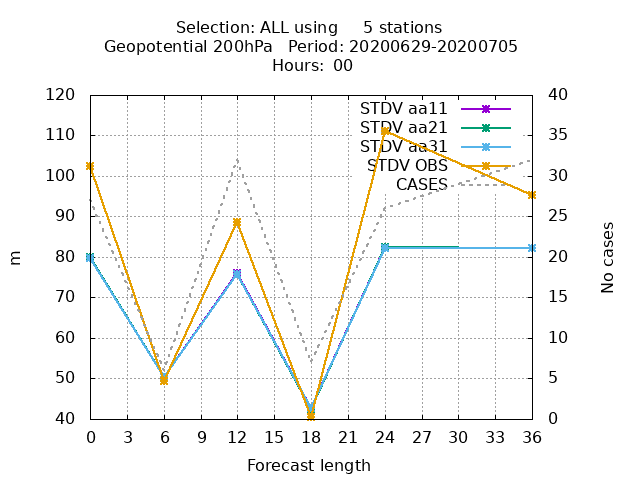 Selection: ALL using     5 stations
Geopotential 200hPa   Period: 20200629-20200705
Hours:  00
120
110
100
90
80
70
60
50
40
m
40
35
30
25
20
15
10
5
0
No cases
STDV aa11
STDV aa21
STDV aa31
STDV OBS
CASES
0 3 6 9 12 15 18 21 24 27 30 33 36
Forecast length